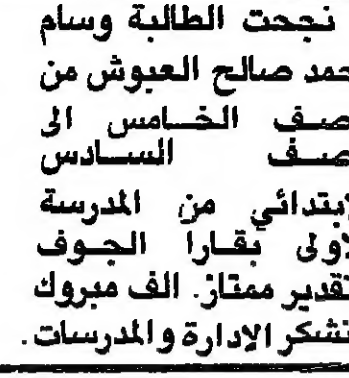 نجحت الطالبة وسام
حمد صالح العبوش من
صف الخامس الى
صف السادس
لابتدائي من المدرسة
لاولى بقارا الجوف
تقدير ممتاز. الف مبروك
تشكر الادارة والمدرسات.